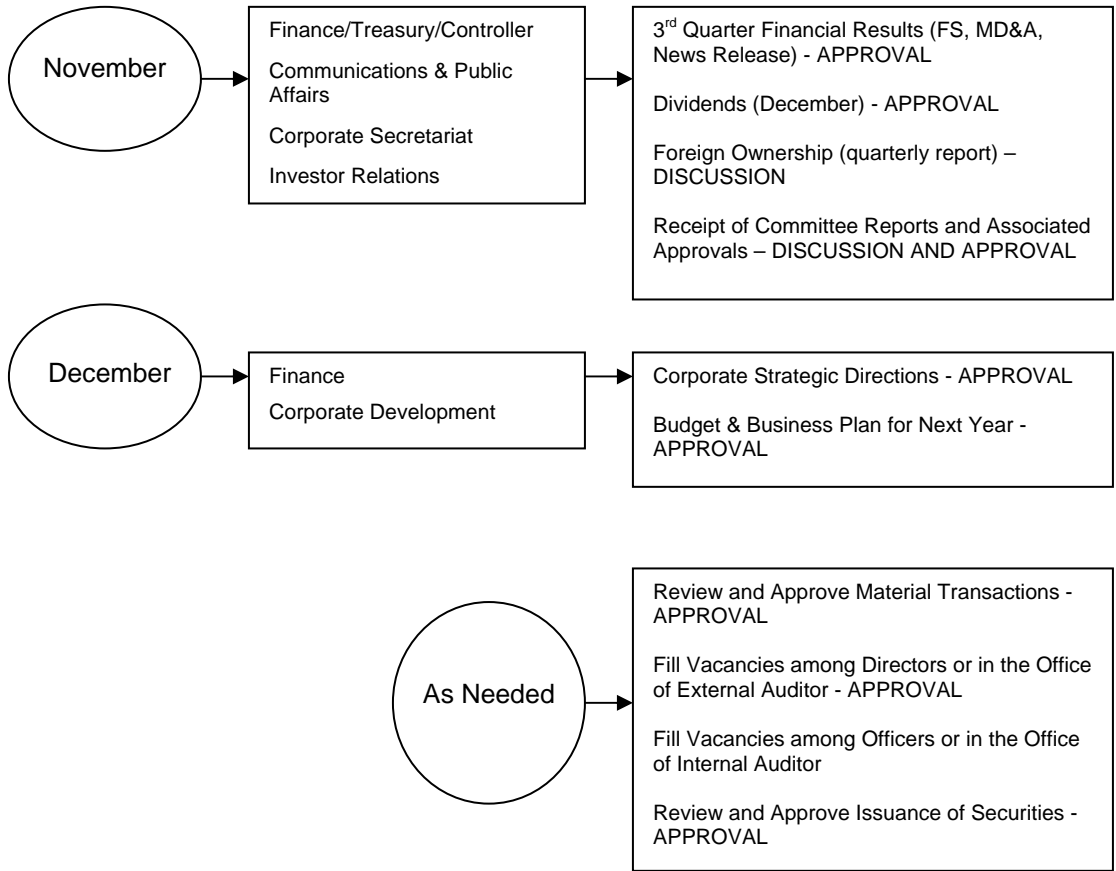 November
Finance/Treasury/Controller
Communications & Public
Affairs
Corporate Secretariat
Investor Relations
3rd Quarter Financial Results (FS, MD&A,
News Release) - APPROVAL
Dividends (December) - APPROVAL
Foreign Ownership (quarterly report) –
DISCUSSION
Receipt of Committee Reports and Associated
Approvals – DISCUSSION AND APPROVAL
December
Finance
Corporate Development
Corporate Strategic Directions - APPROVAL
Budget & Business Plan for Next Year -
APPROVAL
As Needed
Review and Approve Material Transactions -
APPROVAL
Fill Vacancies among Directors or in the Office
of External Auditor - APPROVAL
Fill Vacancies among Officers or in the Office
of Internal Auditor
Review and Approve Issuance of Securities -
APPROVAL